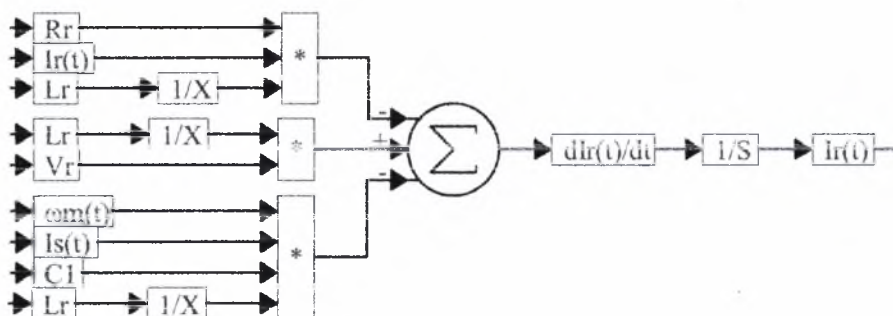 Rr
Ir(t)
*
Lr
1/X
-
Lr
1/X
+
*
Vr
Σ
dIr(t)/dt
1/S
Ir(t)
-
ωm(t)
Is(t)
*
C1
Lr
1/X